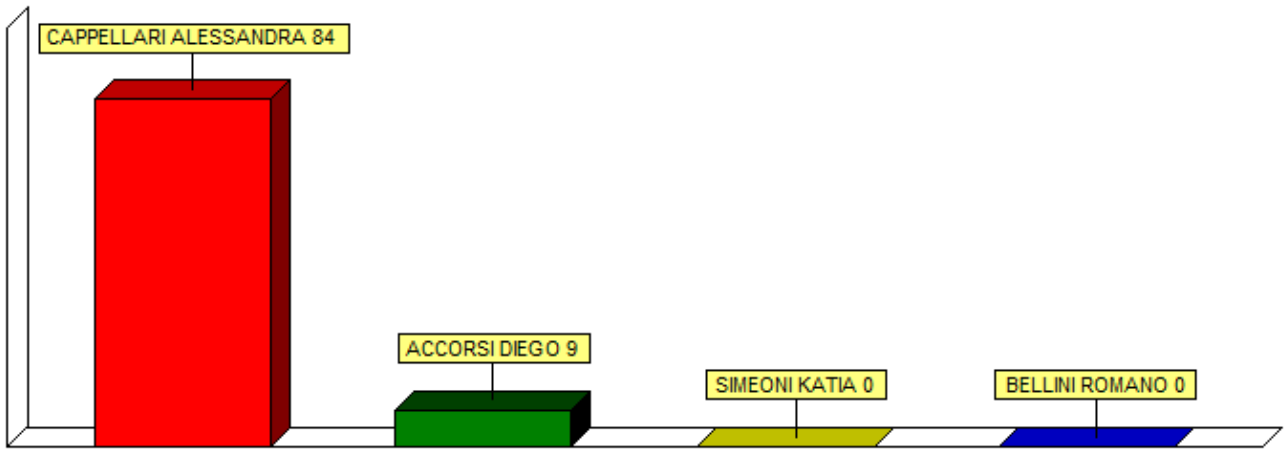 CAPPELLARI ALESSANDRA 84
ACCORSI DIEGO 9
SIMEONI KATIA 0
BELLINI ROMANO 0